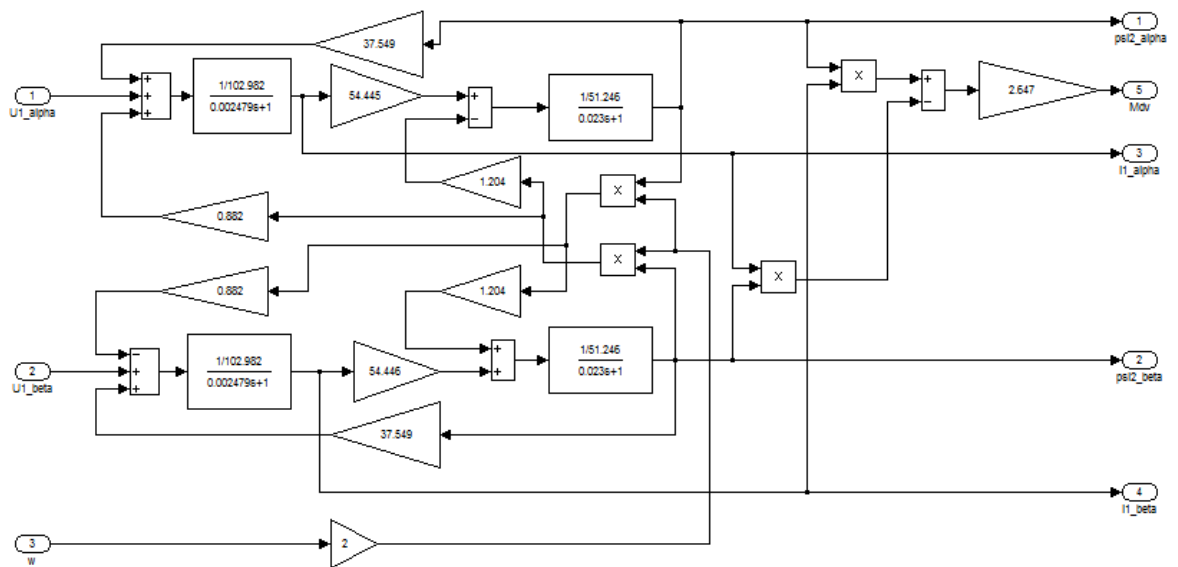 37.549
1
psi2_alpha
+
+
+
1
U1_alpha
1/102.982
0.002479s+1
54.445
+
−
1/51.246
0.023s+1
X
+
−
2.647
5
Mdv
3
I1_alpha
1.204
X
0.882
X
X
0.882
1.204
−
+
+
2
U1_beta
1/102.982
0.002479s+1
54.446
+
+
1/51.246
0.023s+1
2
psi2_beta
37.549
4
I1_beta
3
w
2